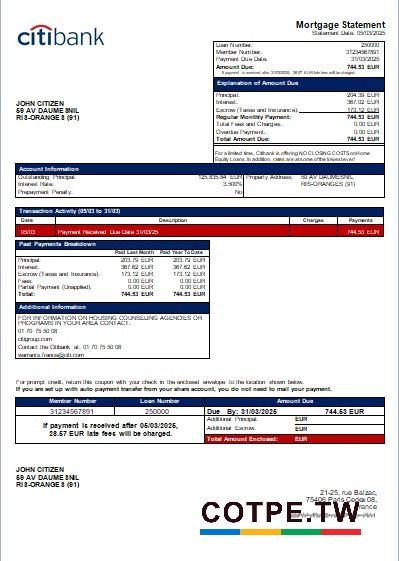 citibank
Mortgage Statement
Statement Date: 05/03/2025
Loan Number: 250000
Member Number: 31234567891
Payment Due Date: 31/03/2025
Amount Due: 744.53 EUR
If payment is received after 31/03/2025, 28.57 EUR late fees will be charged.
JOHN CITIZEN
59 AV DAUMESNIL
RIS-ORANGES (91)
Explanation of Amount Due
Principal: 204.39 EUR
Interest: 367.02 EUR
Escrow (Taxes and Insurance): 173.12 EUR
Regular Monthly Payment: 744.53 EUR
Total Fees and Charges: 0.00 EUR
Overdue Payment: 0.00 EUR
Total Amount Due: 744.53 EUR
For a limited time, Citibank is offering NO CLOSING COSTS on Home
Equity Loans. In addition, rates are at some of the lowest ever!
Account Information
Outstanding Principal: 125,835.84 EUR Property Address: 59 AV DAUMESNIL
Interest Rate: 3.500% RIS-ORANGES (91)
Prepayment Penalty: No
Transaction Activity (05/03 to 31/03)
Date Description Charges Payments
05/03 Payment Received Due Date 31/03/25 744.53 EUR
Past Payments Breakdown
Paid Last Month Paid Year To Date
Principal: 203.79 EUR 203.79 EUR
Interest: 367.62 EUR 367.62 EUR
Escrow (Taxes and Insurance): 173.12 EUR 173.12 EUR
Fees: 0.00 EUR 0.00 EUR
Partial Payment (Unapplied): 0.00 EUR 0.00 EUR
Total: 744.53 EUR 744.53 EUR
Additional Information
FOR INFORMATION ON HOUSING COUNSELING AGENCIES OR
PROGRAMS IN YOUR AREA CONTACT:
01 70 75 50 08
citigroup.com
Contact the Citibank at: 01 70 75 50 08
warrants.france@citi.com
For prompt credit, return this coupon with your check in the enclosed envelope to the location shown below.
If you are set up with auto payment transfer from your share account, you do not need to mail your payment.
Member Number Loan Number Amount Due
31234567891 250000 Due By: 31/03/2025 744.53 EUR
Additional Principal: EUR
Additional Escrow: EUR
Total Amount Enclosed: EUR
If payment is received after 05/03/2025,
28.57 EUR late fees will be charged.
JOHN CITIZEN
59 AV DAUMESNIL
RIS-ORANGES (91)
21-25, rue Balzac,
75406 Paris Cedex 08,
France
COTPE.TW